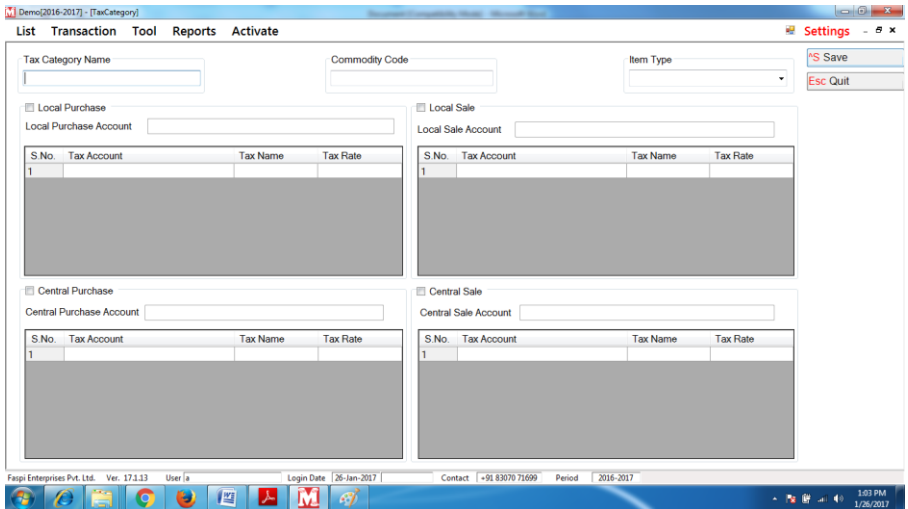 Demo[2016-2017] - [TaxCategory]
List Transaction Tool Reports Activate Settings
Tax Category Name Commodity Code Item Type ^S Save
Esc Quit
Local Purchase Local Sale
Local Purchase Account Local Sale Account
S.No. Tax Account Tax Name Tax Rate S.No. Tax Account Tax Name Tax Rate
1 1
Central Purchase Central Sale
Central Purchase Account Central Sale Account
S.No. Tax Account Tax Name Tax Rate S.No. Tax Account Tax Name Tax Rate
1 1
Faspi Enterprises Pvt. Ltd. Ver. 17.1.13 User a Login Date 26-Jan-2017 Contact +91 83070 71699 Period 2016-2017
1:03 PM
1/26/2017